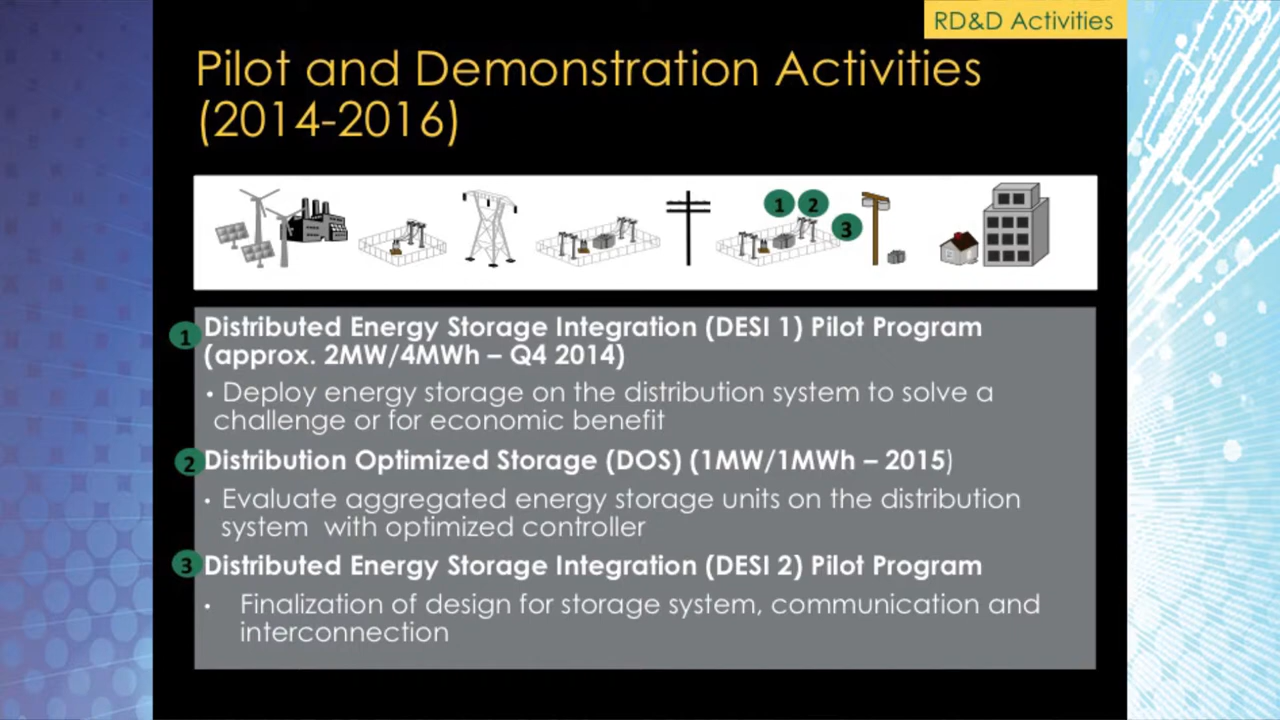 RD&D Activities
Pilot and Demonstration Activities
(2014-2016)
1 2
3
1 Distributed Energy Storage Integration (DESI 1) Pilot Program
(approx. 2MW/4MWh – Q4 2014)
• Deploy energy storage on the distribution system to solve a
challenge or for economic benefit
2 Distribution Optimized Storage (DOS) (1MW/1MWh – 2015)
• Evaluate aggregated energy storage units on the distribution
system with optimized controller
3 Distributed Energy Storage Integration (DESI 2) Pilot Program
• Finalization of design for storage system, communication and
interconnection